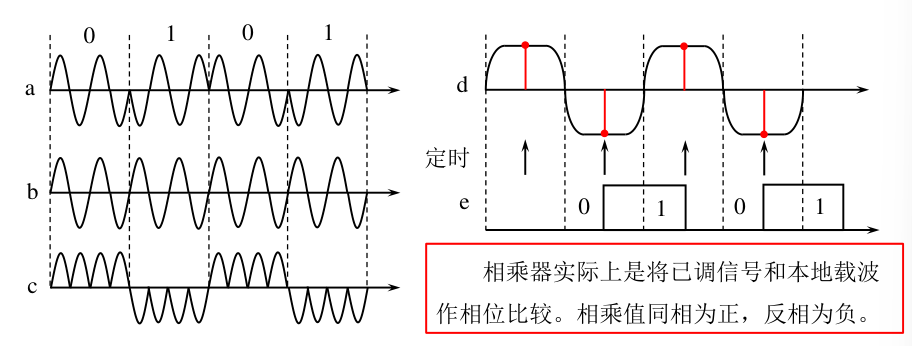 0 1 0 1
a
b
c
d
定时
e
0 1 0 1
相乘器实际上是将已调信号和本地载波
作相位比较。相乘值同相为正，反相为负。